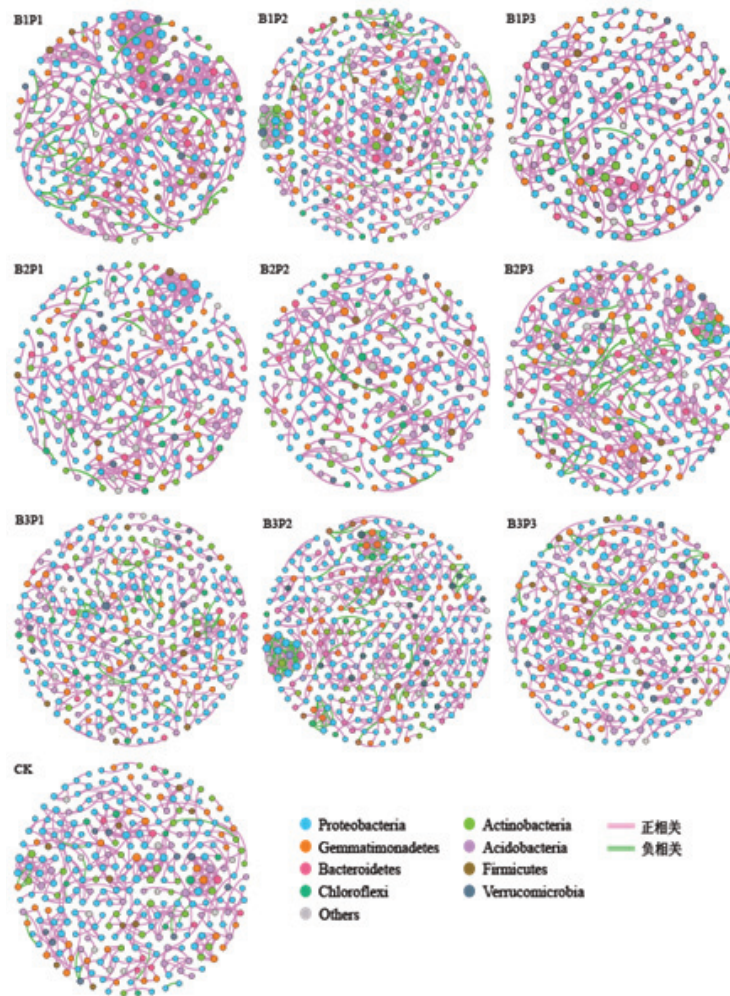 B1P1
B1P2
B1P3
B2P1
B2P2
B2P3
B3P1
B3P2
B3P3
CK
Proteobacteria
Gemmatimonadetes
Bacteroidetes
Chloroflexi
Others
Actinobacteria
Acidobacteria
Firmicutes
Verrucomicrobia
正相关
负相关